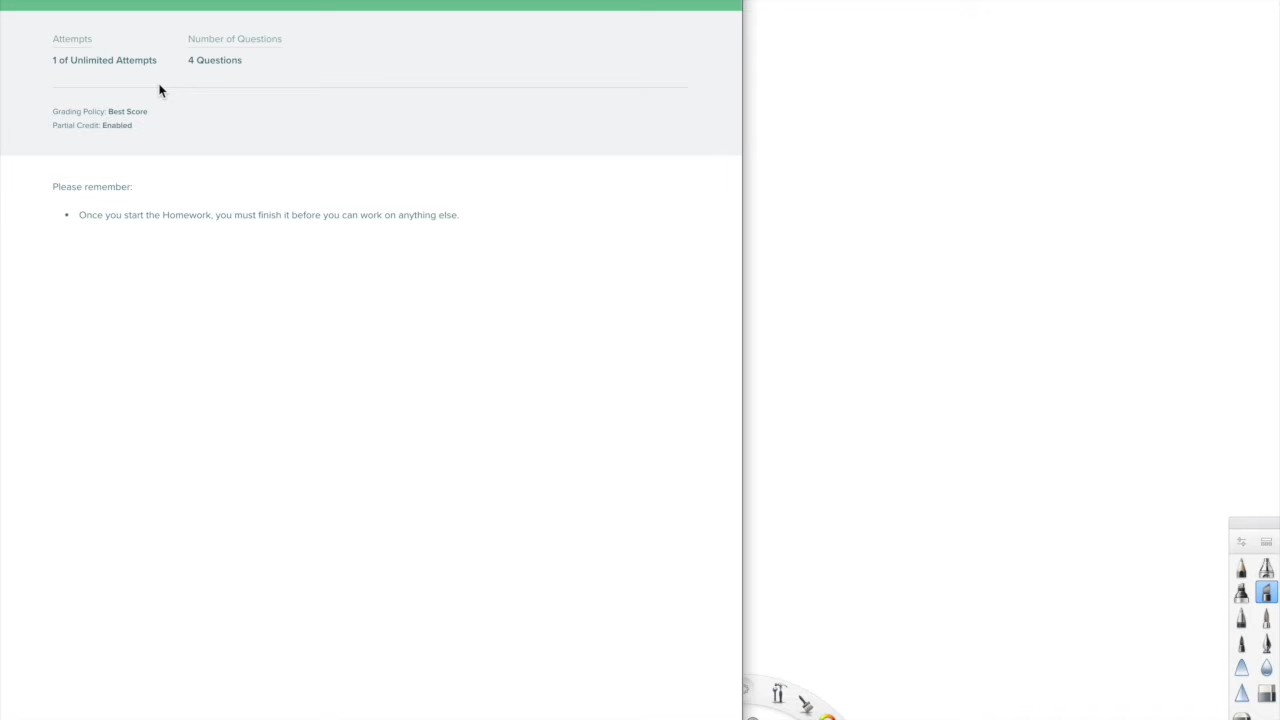 Attempts
Number of Questions
1 of Unlimited Attempts
4 Questions
Grading Policy: Best Score
Partial Credit: Enabled
Please remember:
• Once you start the Homework, you must finish it before you can work on anything else.